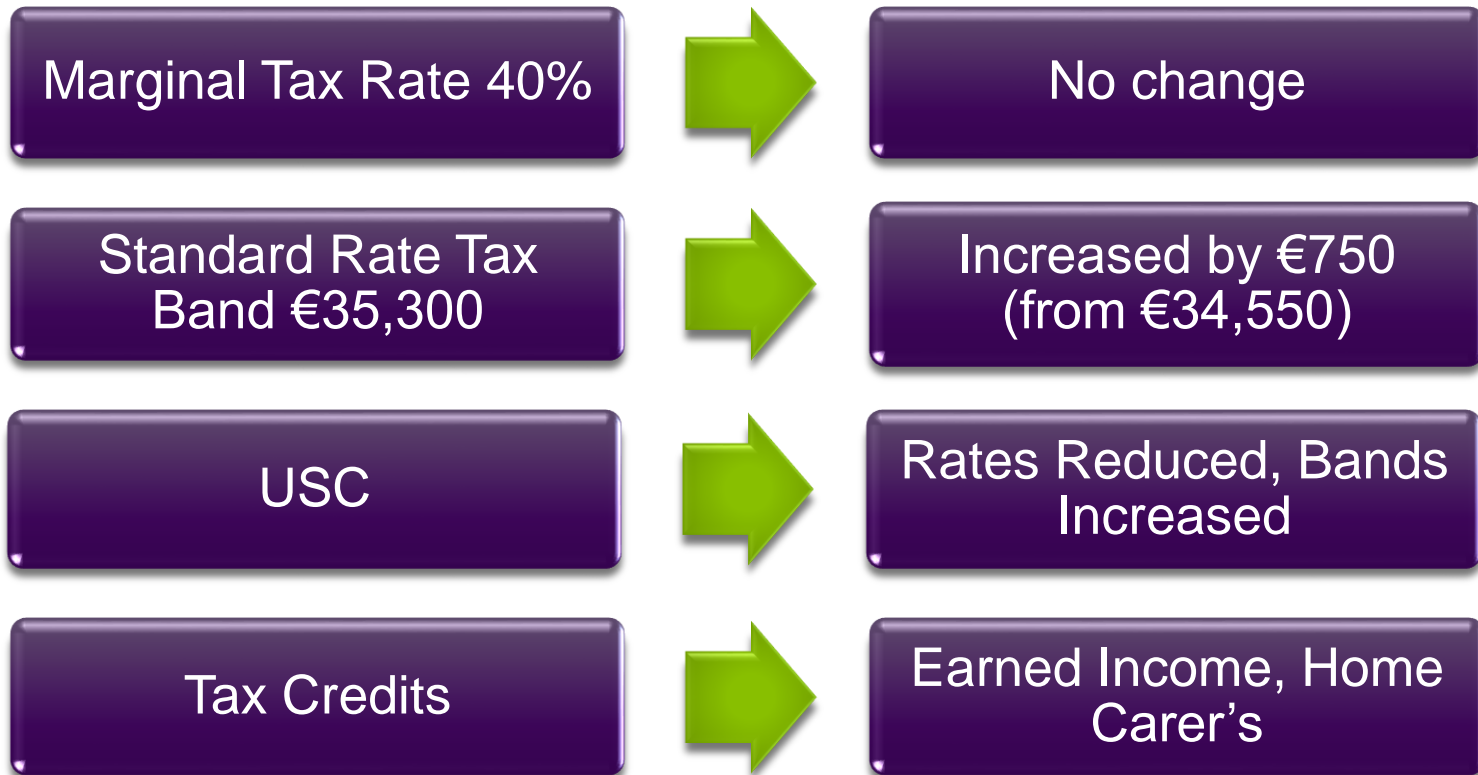 Marginal Tax Rate 40%
No change
Standard Rate Tax
Band €35,300
Increased by €750
(from €34,550)
USC
Rates Reduced, Bands
Increased
Tax Credits
Earned Income, Home
Carer’s